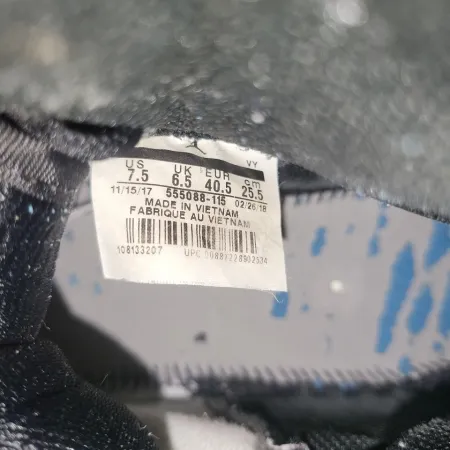 VY
US UK EUR cm
7.5 6.5 40.5 25.5
11/15/17 555088-115 02/26/18
MADE IN VIETNAM
FABRIQUE AU VIETNAM
108133207 UPC